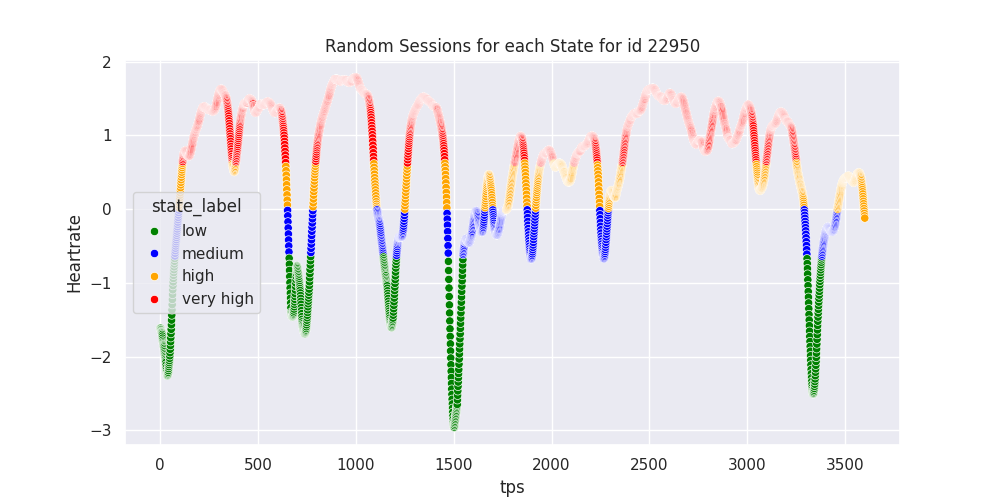 Random Sessions for each State for id 22950
2
1
0
−1
−2
−3
Heartrate
state_label
low
medium
high
very high
0 500 1000 1500 2000 2500 3000 3500
tps